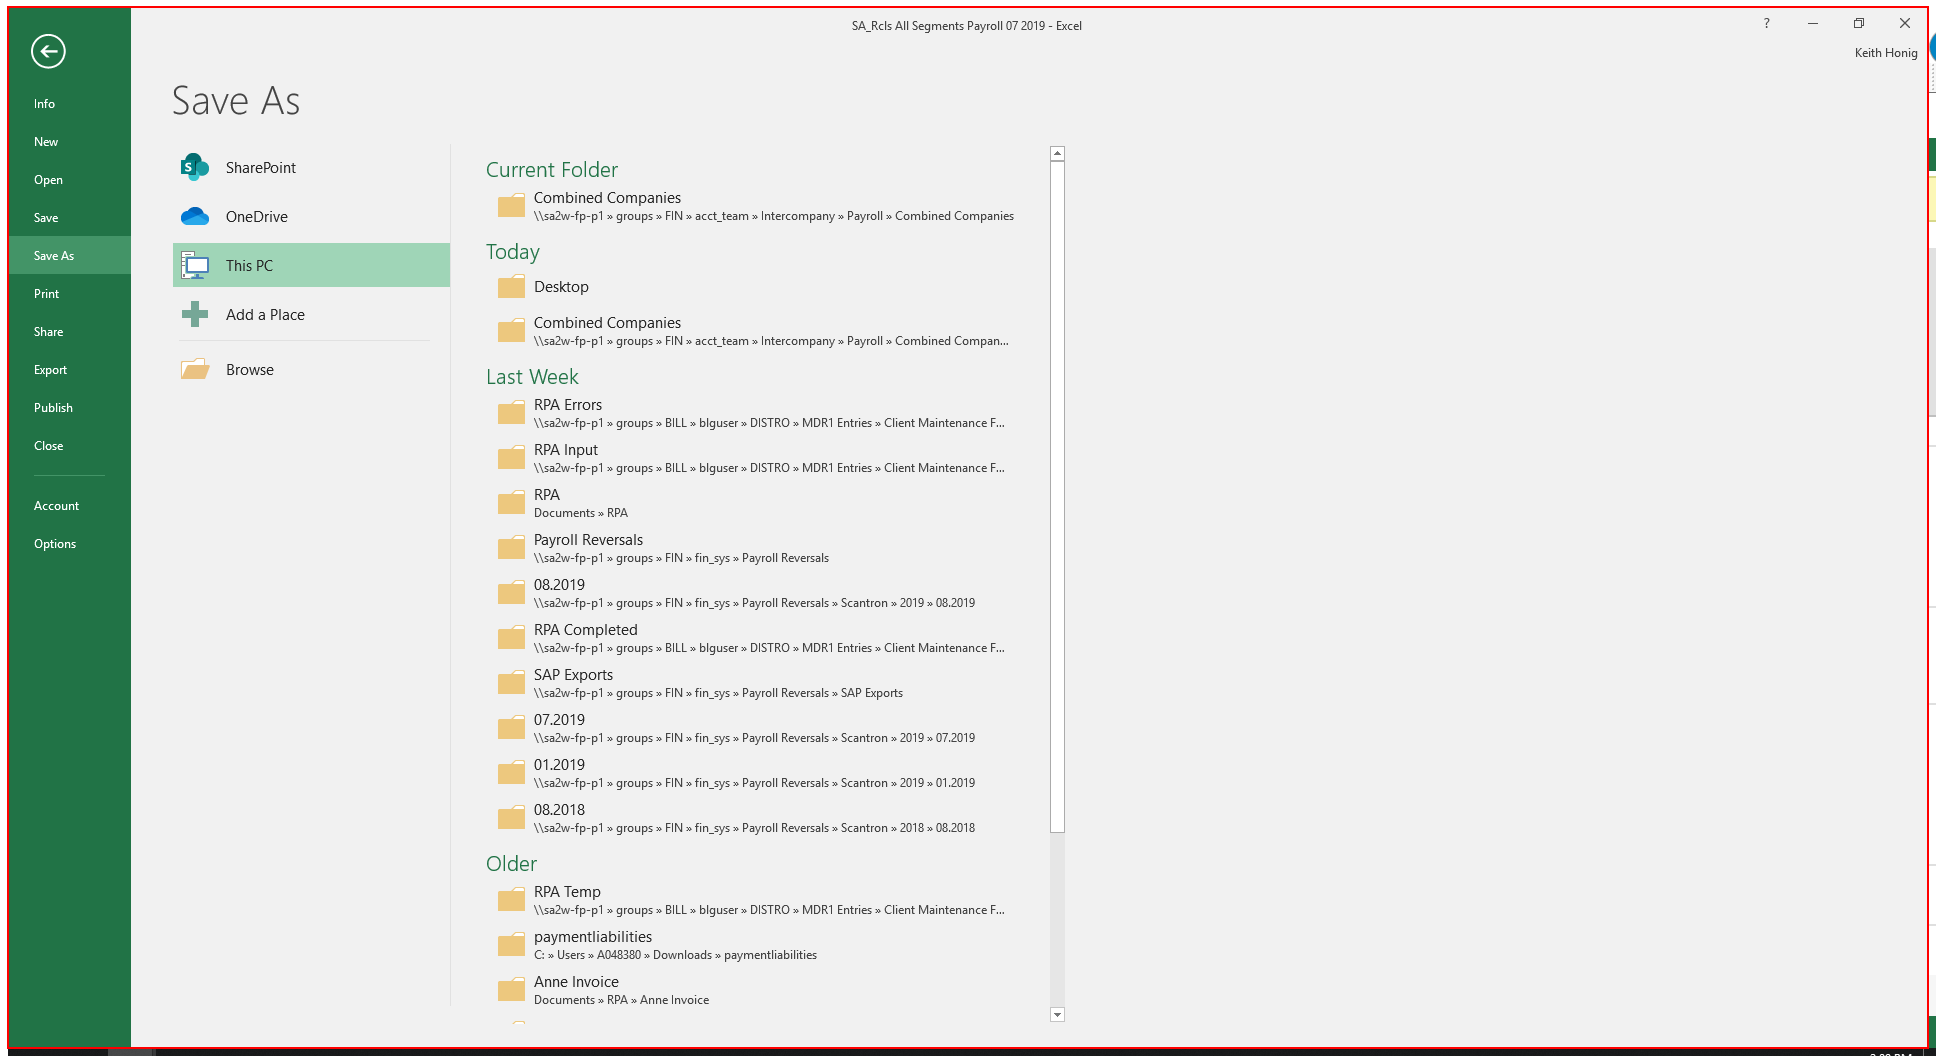 SA_Rcls All Segments Payroll 07 2019 - Excel
?
Keith Honig
Info
New
Open
Save
Save As
Print
Share
Export
Publish
Close
Account
Options
Save As
SharePoint
OneDrive
This PC
Add a Place
Browse
Current Folder
Combined Companies
\\sa2w-fp-p1 » groups » FIN » acct_team » Intercompany » Payroll » Combined Companies
Today
Desktop
Combined Companies
\\sa2w-fp-p1 » groups » FIN » acct_team » Intercompany » Payroll » Combined Compan...
Last Week
RPA Errors
\\sa2w-fp-p1 » groups » BILL » blguser » DISTRO » MDR1 Entries » Client Maintenance F...
RPA Input
\\sa2w-fp-p1 » groups » BILL » blguser » DISTRO » MDR1 Entries » Client Maintenance F...
RPA
Documents » RPA
Payroll Reversals
\\sa2w-fp-p1 » groups » FIN » fin_sys » Payroll Reversals
08.2019
\\sa2w-fp-p1 » groups » FIN » fin_sys » Payroll Reversals » Scantron » 2019 » 08.2019
RPA Completed
\\sa2w-fp-p1 » groups » BILL » blguser » DISTRO » MDR1 Entries » Client Maintenance F...
SAP Exports
\\sa2w-fp-p1 » groups » FIN » fin_sys » Payroll Reversals » SAP Exports
07.2019
\\sa2w-fp-p1 » groups » FIN » fin_sys » Payroll Reversals » Scantron » 2019 » 07.2019
01.2019
\\sa2w-fp-p1 » groups » FIN » fin_sys » Payroll Reversals » Scantron » 2019 » 01.2019
08.2018
\\sa2w-fp-p1 » groups » FIN » fin_sys » Payroll Reversals » Scantron » 2018 » 08.2018
Older
RPA Temp
\\sa2w-fp-p1 » groups » BILL » blguser » DISTRO » MDR1 Entries » Client Maintenance F...
paymentliabilities
C: » Users » A048380 » Downloads » paymentliabilities
Anne Invoice
Documents » RPA » Anne Invoice